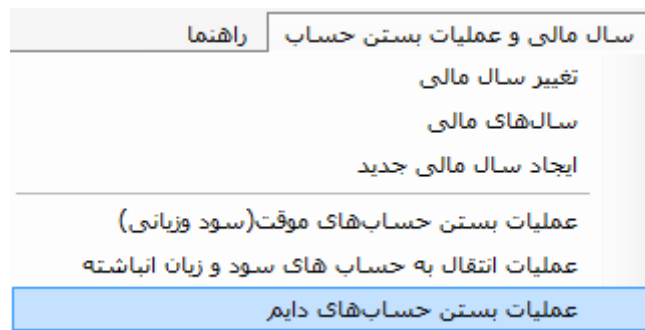 سال مالی و عملیات بستن حساب راهنما
تغییر سال مالی
سال‌های مالی
ایجاد سال مالی جدید
عملیات بستن حساب‌های موقت(سود وزیانی)
عملیات انتقال به حساب های سود و زیان انباشته
عملیات بستن حساب‌های دایم